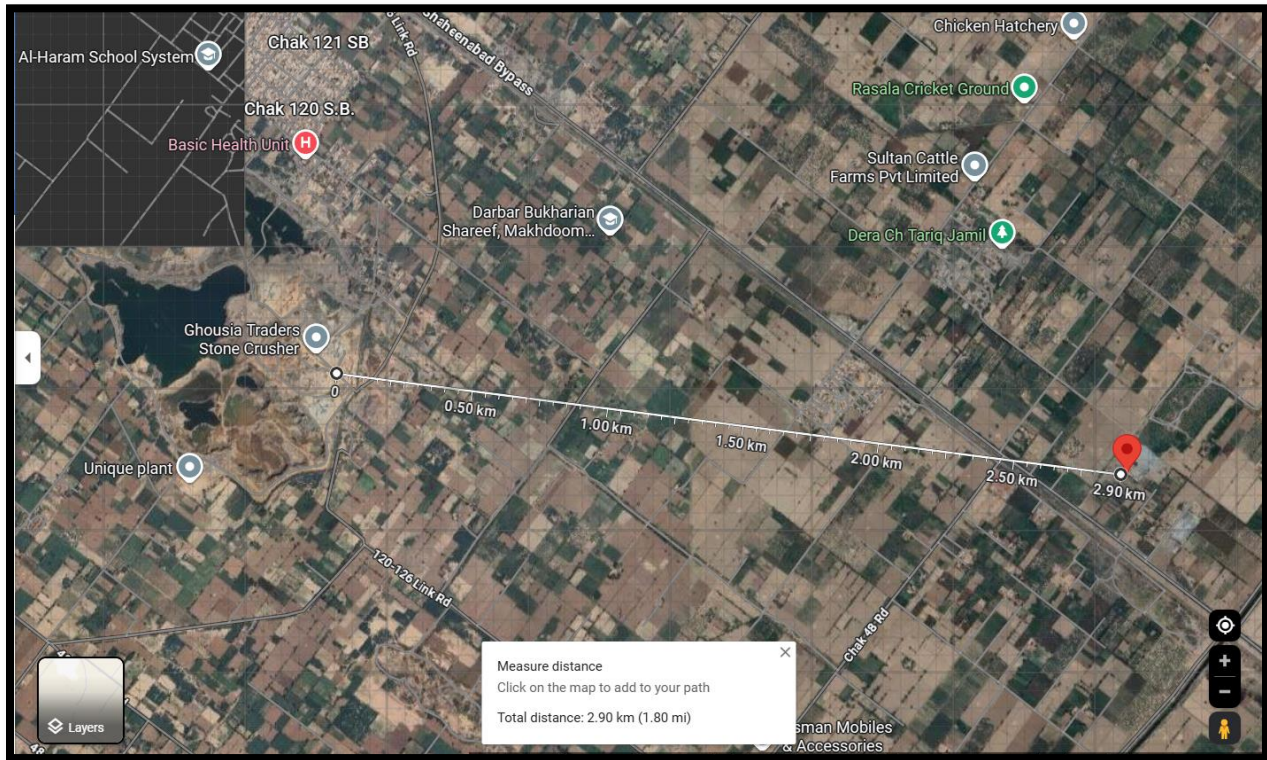 Chicken Hatchery
Chak 121 SB
Link Rd
Shaheenabad Bypass
Al-Haram School System
Rasala Cricket Ground
Chak 120 S.B.
Basic Health Unit
H
Sultan Cattle
Farms Pvt Limited
Darbar Bukharian
Shareef, Makhdoom...
Dera Ch Tariq Jamil
Ghousia Traders
Stone Crusher
0
0.50 km
1.00 km
1.50 km
2.00 km
2.50 km
2.90 km
Unique plant
120-126 Link Rd
Chak 48 Rd
Measure distance
Click on the map to add to your path
Total distance: 2.90 km (1.80 mi)
Layers
sman Mobiles
& Accessories